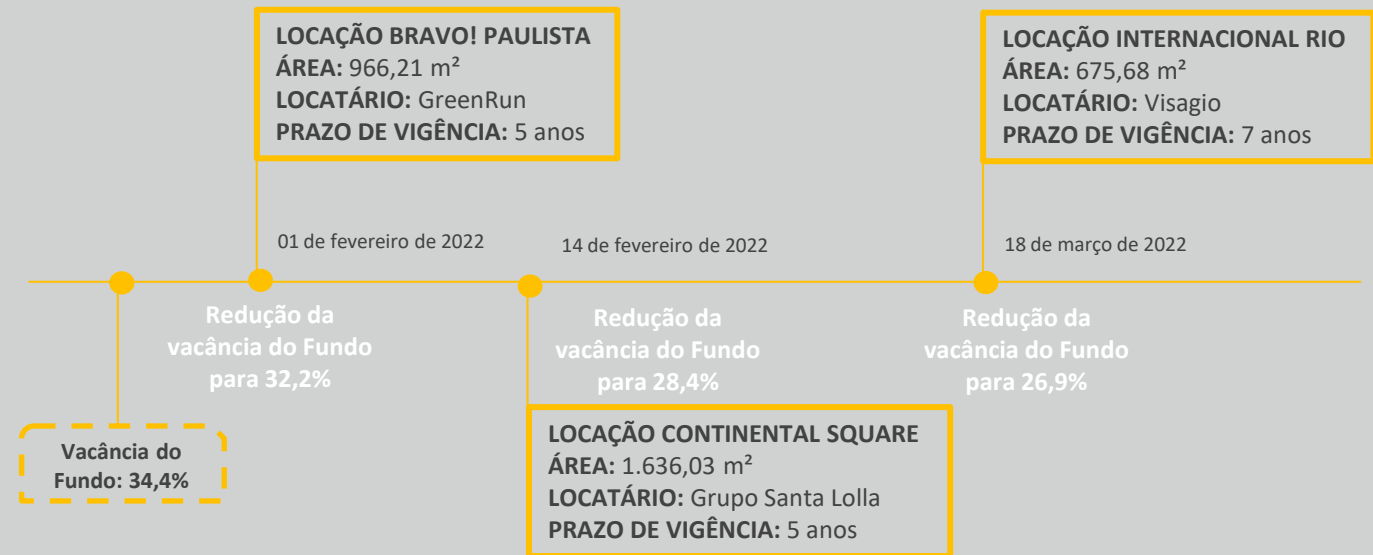 LOCAÇÃO BRAVO! PAULISTA
ÁREA: 966,21 m²
LOCATÁRIO: GreenRun
PRAZO DE VIGÊNCIA: 5 anos
LOCAÇÃO INTERNACIONAL RIO
ÁREA: 675,68 m²
LOCATÁRIO: Visagio
PRAZO DE VIGÊNCIA: 7 anos
01 de fevereiro de 2022
14 de fevereiro de 2022
18 de março de 2022
Redução da
vacância do Fundo
para 32,2%
Redução da
vacância do Fundo
para 28,4%
Redução da
vacância do Fundo
para 26,9%
Vacância do
Fundo: 34,4%
LOCAÇÃO CONTINENTAL SQUARE
ÁREA: 1.636,03 m²
LOCATÁRIO: Grupo Santa Lolla
PRAZO DE VIGÊNCIA: 5 anos